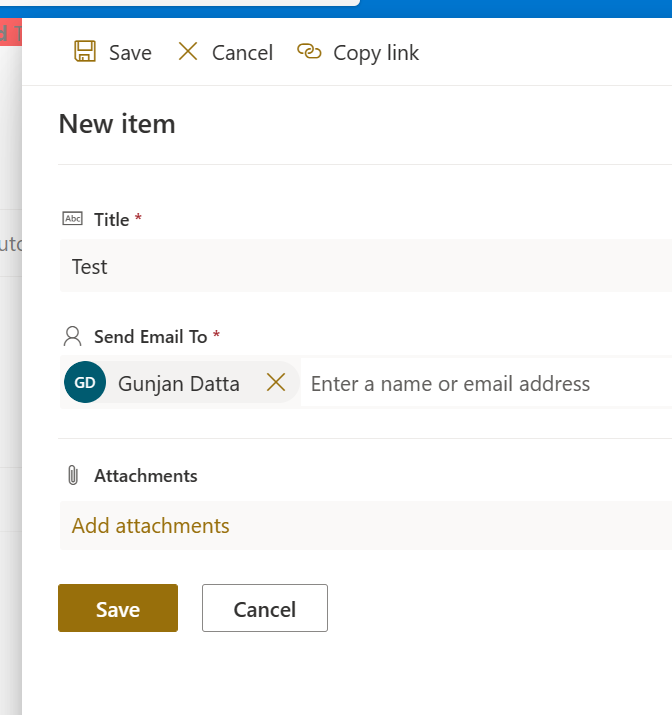 Save Cancel Copy link
New item
Abc Title *
Test
Send Email To *
GD Gunjan Datta Enter a name or email address
Attachments
Add attachments
Save Cancel